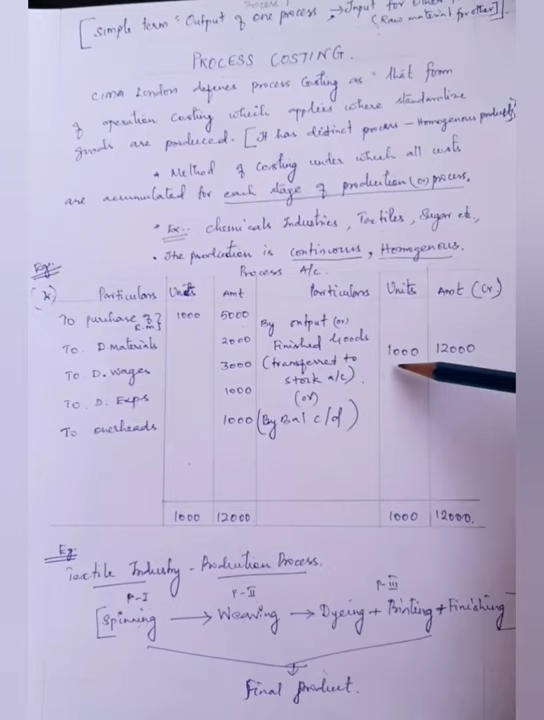 [Simple term "Output of one process → Input for Other
(Raw material for other)].
PROCESS COSTING.
CIMA London defines process Costing as "that form
of operation Costing which applies where standardize
goods are produced. [It has distinct process - Homogenous products]
• Method of Costing under which all costs
are accumulated for each stage of production (or) process.
• Ex:- Chemicals Industries, Textiles, Sugar etc,
• The production is continuous, Homogenous.
Eg:-
Process A/c.
Particulars Units Amt Particulars Units Amt (Cr)
To purchase of R.m} 1000 5000 By output (or)
To D.materials 2000 Finished Goods 1000 12000
To D. wages 3000 (transferred to
stock a/c).
To D. Exps 1000 (or)
To overheads 1000 (By Bal c/d)
1000 12000 1000 12000.
Eg:-
Textile Industry - Production Process.
P-I P-II P-III
[Spinning → Weaving → Dyeing + Printing + Finishing]
Final product.